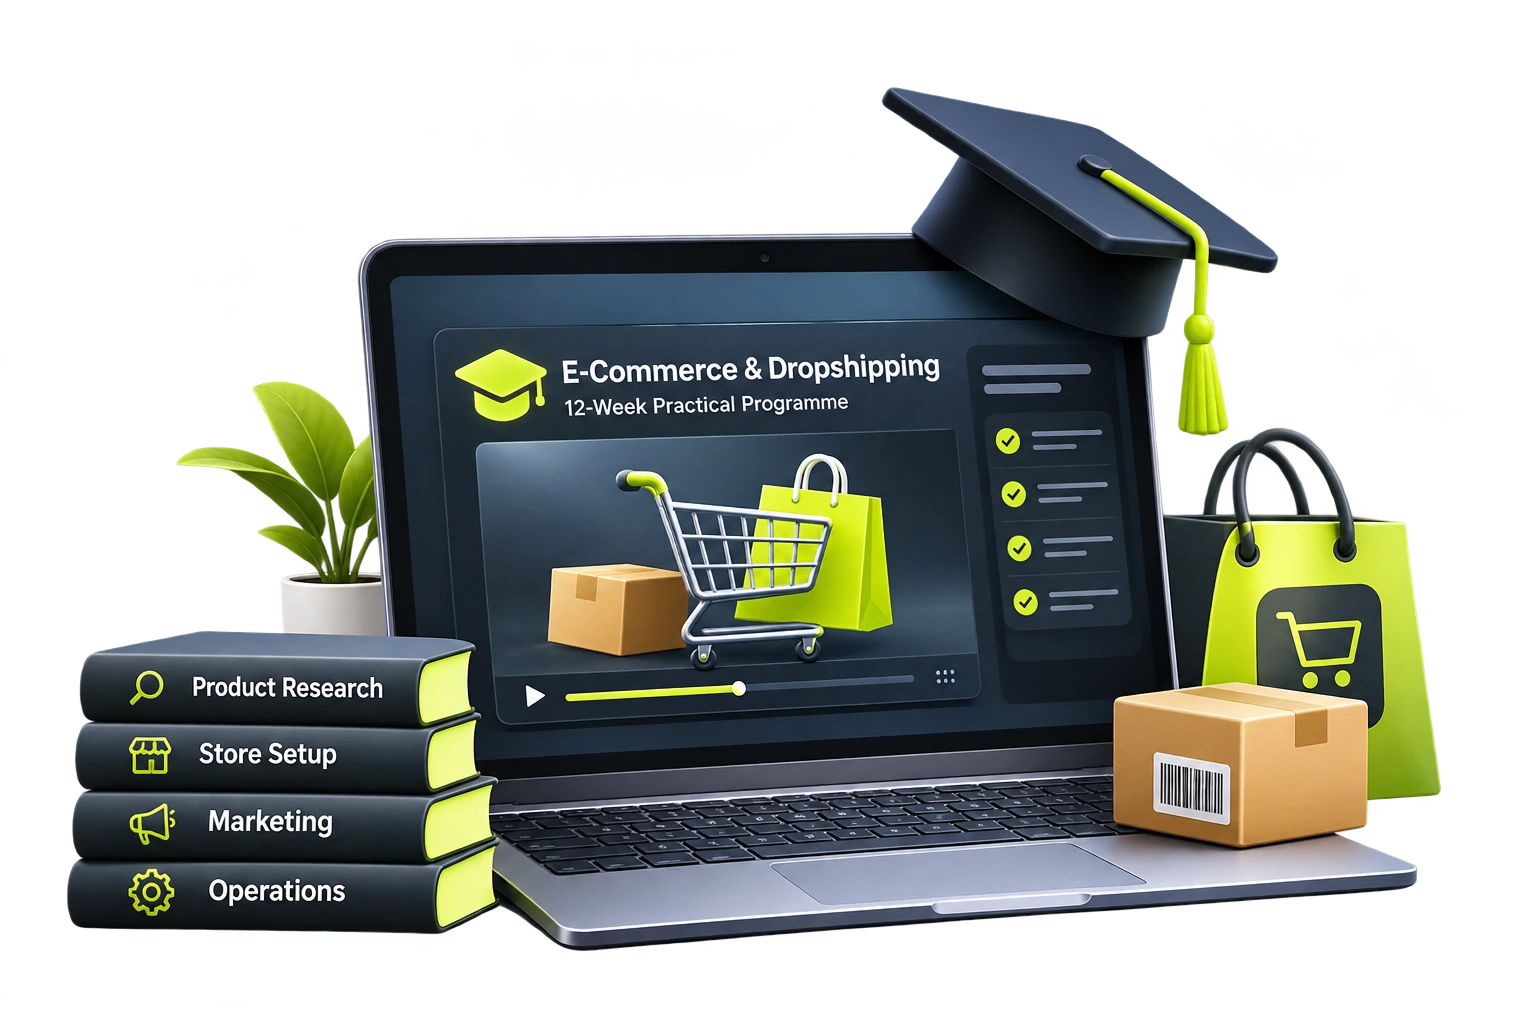 E-Commerce & Dropshipping
12-Week Practical Programme
Product Research
Store Setup
Marketing
Operations